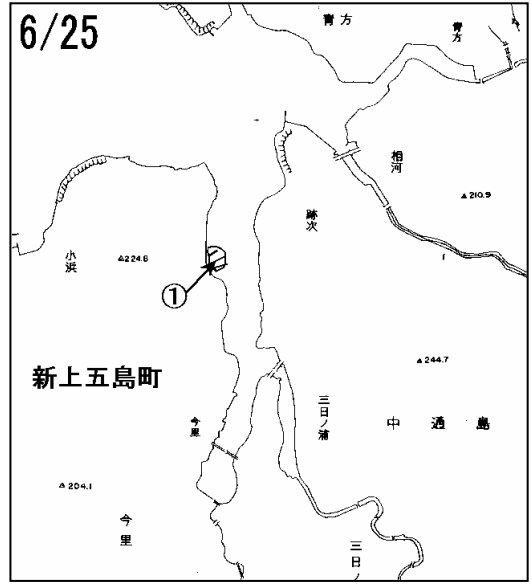 6/25
青方
青方
相河
▵210.9
跡次
小浜
▵224.8
①
▵244.7
新上五島町
三日ノ浦
中通島
今里
▵204.1
今里
三日ノ